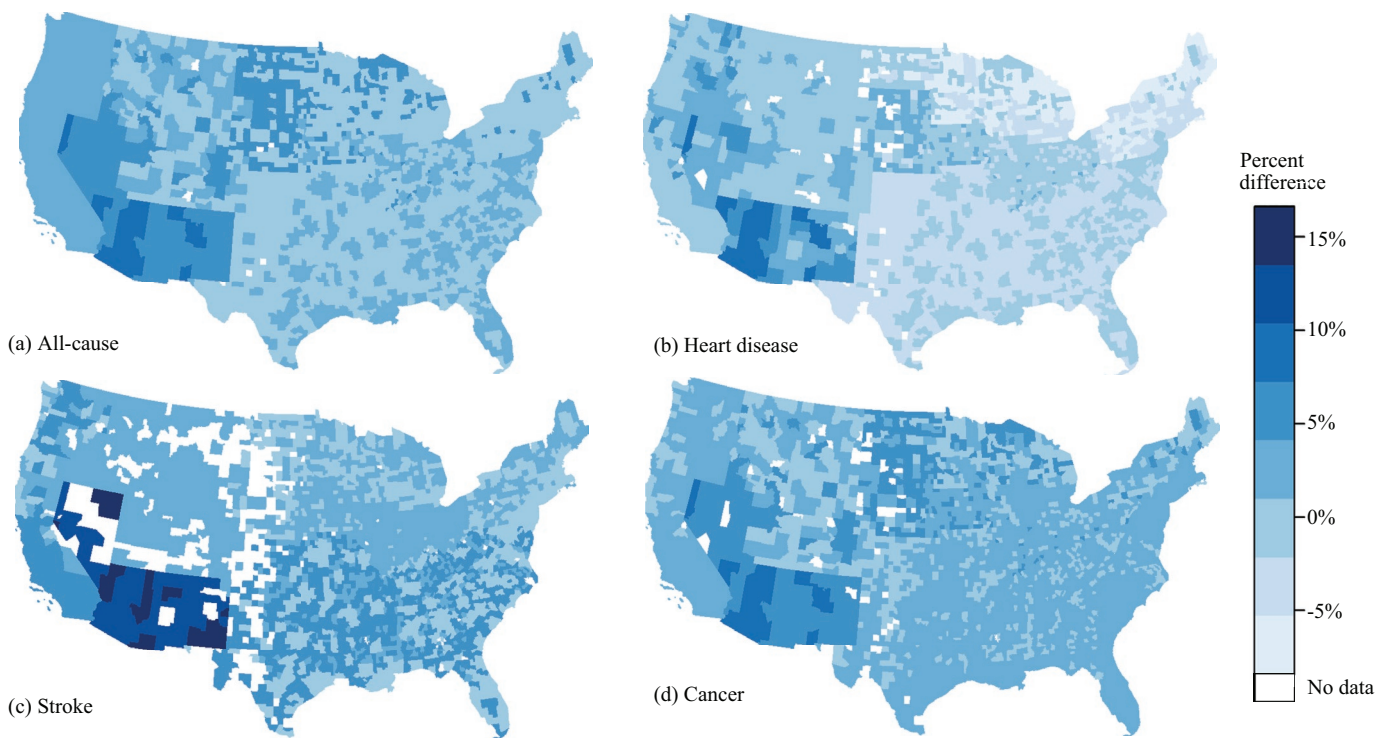 (a) All-cause
(b) Heart disease
(c) Stroke
(d) Cancer
Percent
difference
15%
10%
5%
0%
-5%
No data